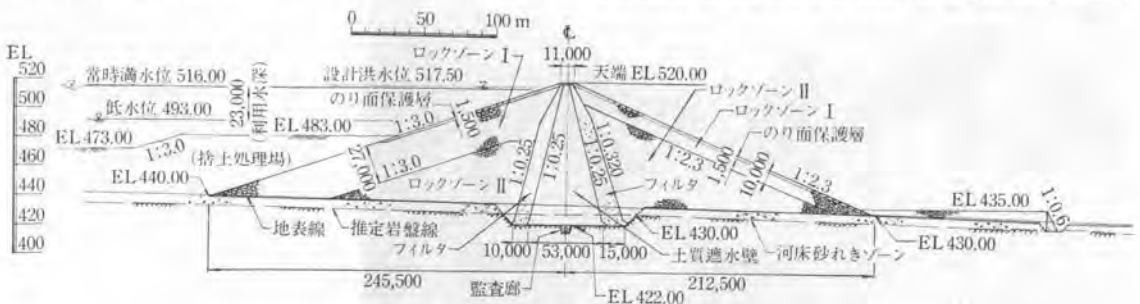 0 50 100 m
℄
EL
520
500
480
460
440
420
400
常時満水位 516.00
低水位 493.00
23,000
(利用水深)
EL 473.00
1:3.0
(捨土処理場)
EL 440.00
設計洪水位 517.50
のり面保護層
EL 483.00
1:3.0
1,500
27,000
1:3.0
ロックゾーン I
11,000
天端 EL 520.00
ロックゾーン II
ロックゾーン I
のり面保護層
1:0.25
1:0.25
1:0.320
1:0.25
1:2.3
1,500
10,000
1:2.3
フィルタ
ロックゾーン II
EL 435.00
1:0.6
地表線
推定岩盤線
フィルタ
10,000
53,000
15,000
EL 430.00
土質遮水壁
河床砂れきゾーン
EL 430.00
245,500
監査廊
EL 422.00
212,500